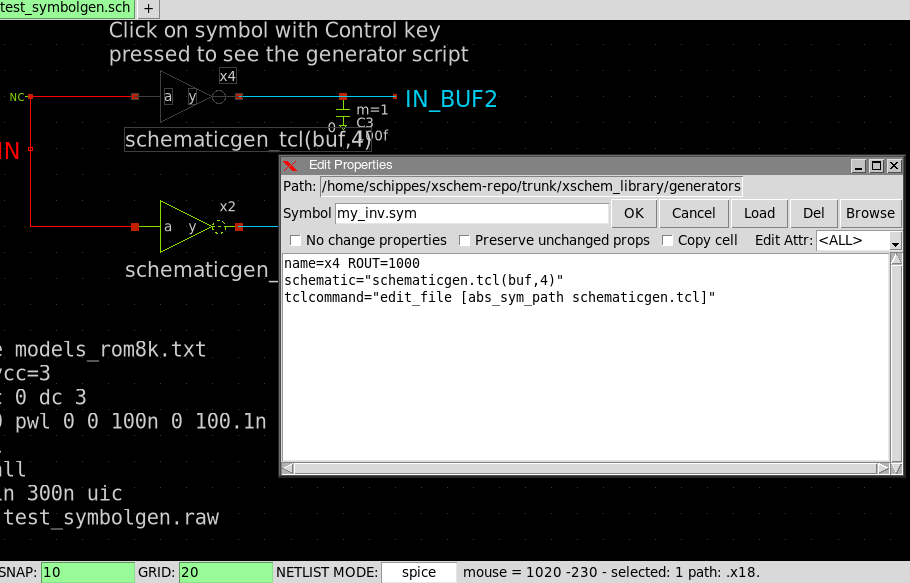 test_symbolgen.sch +
Click on symbol with Control key
pressed to see the generator script
x4
NC
a y
IN_BUF2
m=1
C3
100f
0
schematicgen_tcl(buf,4)
IN
x2
a y
schematicgen_
models_rom8k.txt
vcc=3
0 dc 3
pwl 0 0 100n 0 100.1n
all
300n uic
test_symbolgen.raw
Edit Properties
Path: /home/schippes/xschem-repo/trunk/xschem_library/generators
Symbol my_inv.sym OK Cancel Load Del Browse
No change properties Preserve unchanged props Copy cell Edit Attr: <ALL>
name=x4 ROUT=1000
schematic="schematicgen.tcl(buf,4)"
tclcommand="edit_file [abs_sym_path schematicgen.tcl]"
SNAP: 10 GRID: 20 NETLIST MODE: spice mouse = 1020 -230 - selected: 1 path: .x18.